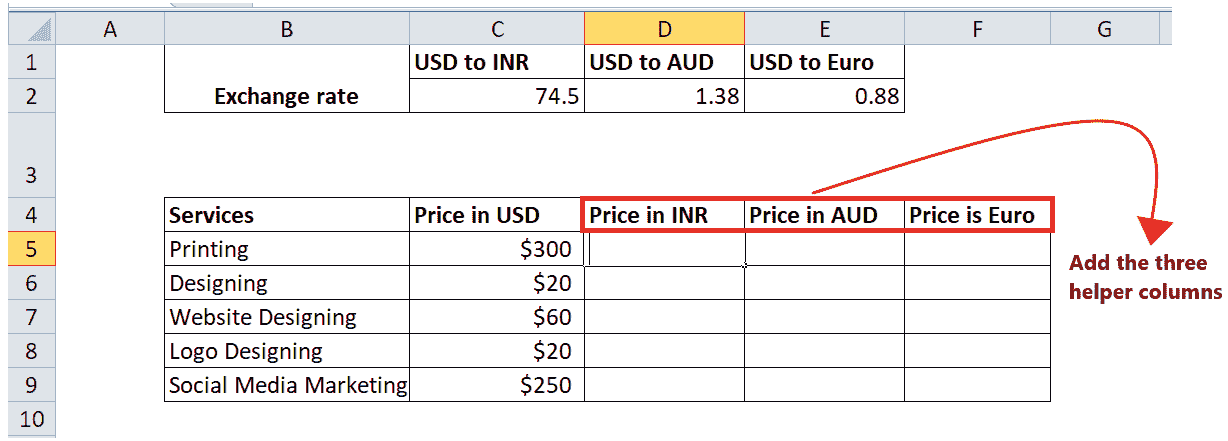 A B C D E F G
1 USD to INR USD to AUD USD to Euro
2 Exchange rate 74.5 1.38 0.88
3
4 Services Price in USD Price in INR Price in AUD Price is Euro
5 Printing $300
6 Designing $20
7 Website Designing $60
8 Logo Designing $20
9 Social Media Marketing $250
10
Add the three
helper columns